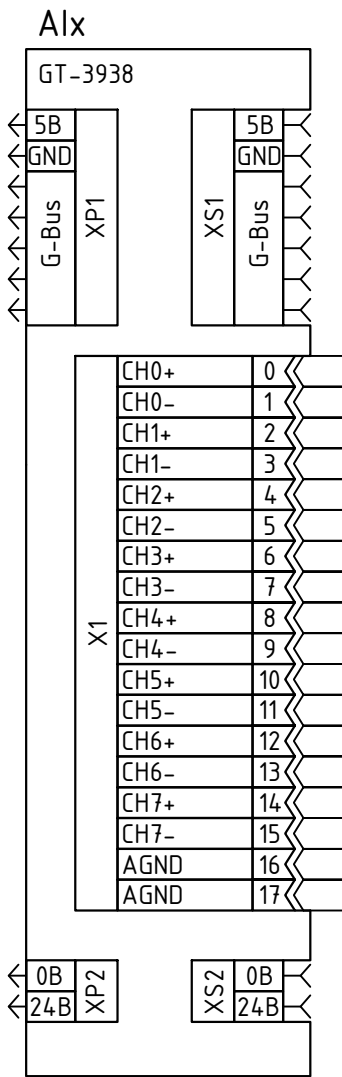 AIx
GT-3938
5В 5В
GND GND
G-Bus XP1 XS1 G-Bus
X1
CH0+ 0
CH0- 1
CH1+ 2
CH1- 3
CH2+ 4
CH2- 5
CH3+ 6
CH3- 7
CH4+ 8
CH4- 9
CH5+ 10
CH5- 11
CH6+ 12
CH6- 13
CH7+ 14
CH7- 15
AGND 16
AGND 17
0В XP2 XS2 0В
24В 24В